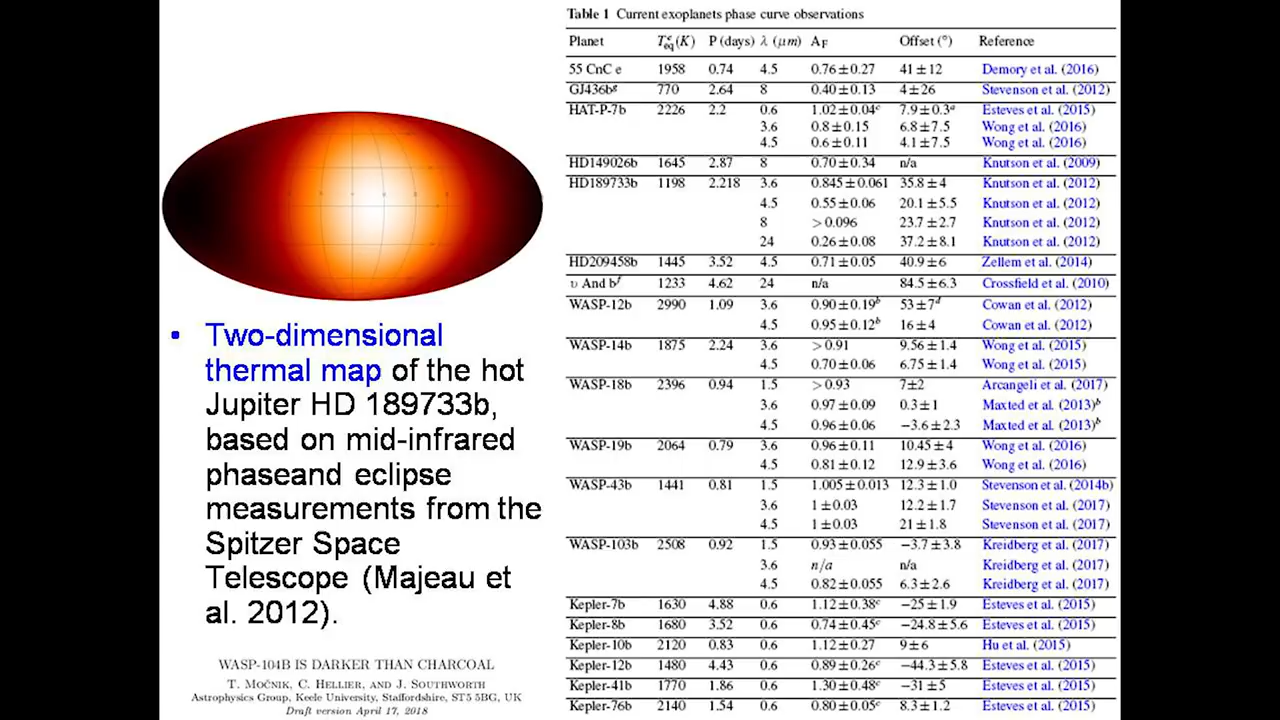 Two-dimensional
thermal map of the hot
Jupiter HD 189733b,
based on mid-infrared
phaseand eclipse
measurements from the
Spitzer Space
Telescope (Majeau et
al. 2012).
WASP-104B IS DARKER THAN CHARCOAL
T. MOČNIK, C. HELLIER, AND J. SOUTHWORTH
Astrophysics Group, Keele University, Staffordshire, ST5 5BG, UK
Draft version April 17, 2018
Table 1 Current exoplanets phase curve observations
Planet T^e_eq(K) P (days) λ (μm) A_F Offset (°) Reference
55 CnC e 1958 0.74 4.5 0.76±0.27 41±12 Demory et al. (2016)
GJ436b^g 770 2.64 8 0.40±0.13 4±26 Stevenson et al. (2012)
HAT-P-7b 2226 2.2 0.6 1.02±0.04^c 7.9±0.3^a Esteves et al. (2015)
3.6 0.8±0.15 6.8±7.5 Wong et al. (2016)
4.5 0.6±0.11 4.1±7.5 Wong et al. (2016)
HD149026b 1645 2.87 8 0.70±0.34 n/a Knutson et al. (2009)
HD189733b 1198 2.218 3.6 0.845±0.061 35.8±4 Knutson et al. (2012)
4.5 0.55±0.06 20.1±5.5 Knutson et al. (2012)
8 >0.096 23.7±2.7 Knutson et al. (2012)
24 0.26±0.08 37.2±8.1 Knutson et al. (2012)
HD209458b 1445 3.52 4.5 0.71±0.05 40.9±6 Zellem et al. (2014)
υ And b^f 1233 4.62 24 n/a 84.5±6.3 Crossfield et al. (2010)
WASP-12b 2990 1.09 3.6 0.90±0.19^b 53±7^d Cowan et al. (2012)
4.5 0.95±0.12^b 16±4 Cowan et al. (2012)
WASP-14b 1875 2.24 3.6 >0.91 9.56±1.4 Wong et al. (2015)
4.5 0.70±0.06 6.75±1.4 Wong et al. (2015)
WASP-18b 2396 0.94 1.5 >0.93 7±2 Arcangeli et al. (2017)
3.6 0.97±0.09 0.3±1 Maxted et al. (2013)^b
4.5 0.96±0.06 −3.6±2.3 Maxted et al. (2013)^b
WASP-19b 2064 0.79 3.6 0.96±0.11 10.45±4 Wong et al. (2016)
4.5 0.81±0.12 12.9±3.6 Wong et al. (2016)
WASP-43b 1441 0.81 1.5 1.005±0.013 12.3±1.0 Stevenson et al. (2014b)
3.6 1±0.03 12.2±1.7 Stevenson et al. (2017)
4.5 1±0.03 21±1.8 Stevenson et al. (2017)
WASP-103b 2508 0.92 1.5 0.93±0.055 −3.7±3.8 Kreidberg et al. (2017)
3.6 n/a n/a Kreidberg et al. (2017)
4.5 0.82±0.055 6.3±2.6 Kreidberg et al. (2017)
Kepler-7b 1630 4.88 0.6 1.12±0.38^c −25±1.9 Esteves et al. (2015)
Kepler-8b 1680 3.52 0.6 0.74±0.45^c −24.8±5.6 Esteves et al. (2015)
Kepler-10b 2120 0.83 0.6 1.12±0.27 9±6 Hu et al. (2015)
Kepler-12b 1480 4.43 0.6 0.89±0.26^c −44.3±5.8 Esteves et al. (2015)
Kepler-41b 1770 1.86 0.6 1.30±0.48^c −31±5 Esteves et al. (2015)
Kepler-76b 2140 1.54 0.6 0.80±0.05^c 8.3±1.2 Esteves et al. (2015)